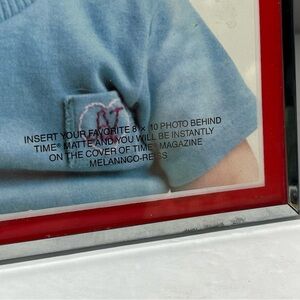 INSERT YOUR FAVORITE 8 × 10 PHOTO BEHIND
TIME® MATTE AND YOU WILL BE INSTANTLY
ON THE COVER OF TIME® MAGAZINE
MELANNCO-REISS